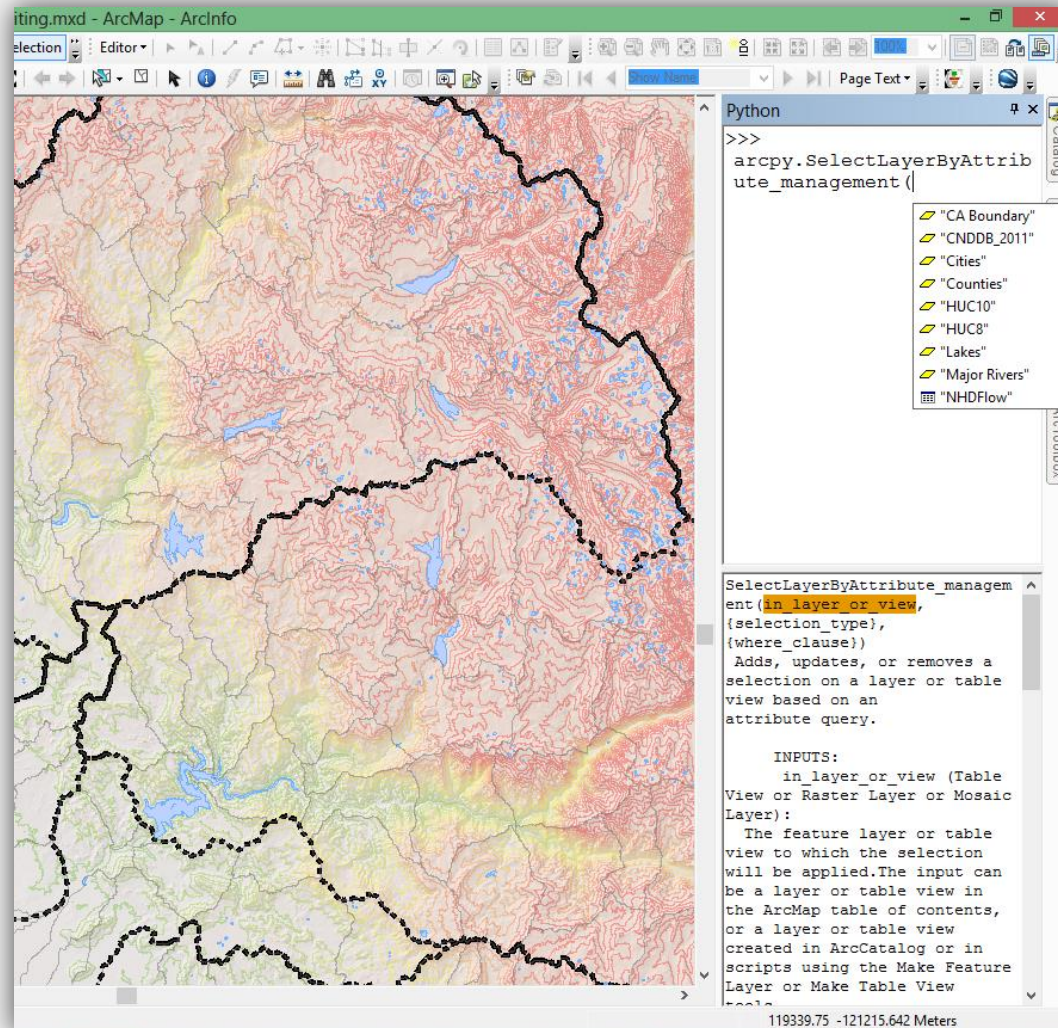 iting.mxd - ArcMap - ArcInfo
election Editor 1:1 100%
XY Show Name Page Text
Python
>>>
arcpy.SelectLayerByAttrib
ute_management(
"CA Boundary"
"CNDDB_2011"
"Cities"
"Counties"
"HUC10"
"HUC8"
"Lakes"
"Major Rivers"
"NHDFlow"
SelectLayerByAttribute_managem
ent(in_layer_or_view,
{selection_type},
{where_clause})
Adds, updates, or removes a
selection on a layer or table
view based on an
attribute query.
INPUTS:
in_layer_or_view (Table
View or Raster Layer or Mosaic
Layer):
The feature layer or table
view to which the selection
will be applied.The input can
be a layer or table view in
the ArcMap table of contents,
or a layer or table view
created in ArcCatalog or in
scripts using the Make Feature
Layer or Make Table View
119339.75 -121215.642 Meters